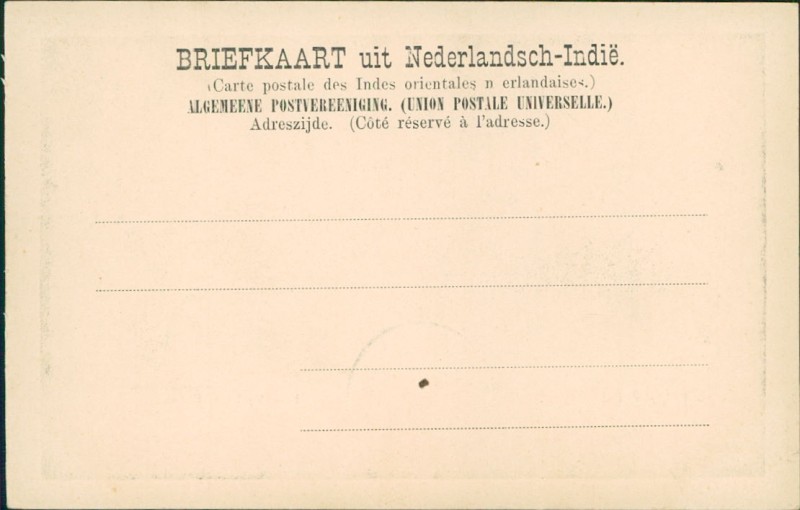 BRIEFKAART uit Nederlandsch-Indië.
(Carte postale des Indes orientales n erlandaises.)
ALGEMEENE POSTVEREENIGING. (UNION POSTALE UNIVERSELLE.)
Adreszijde. (Côté réservé à l'adresse.)